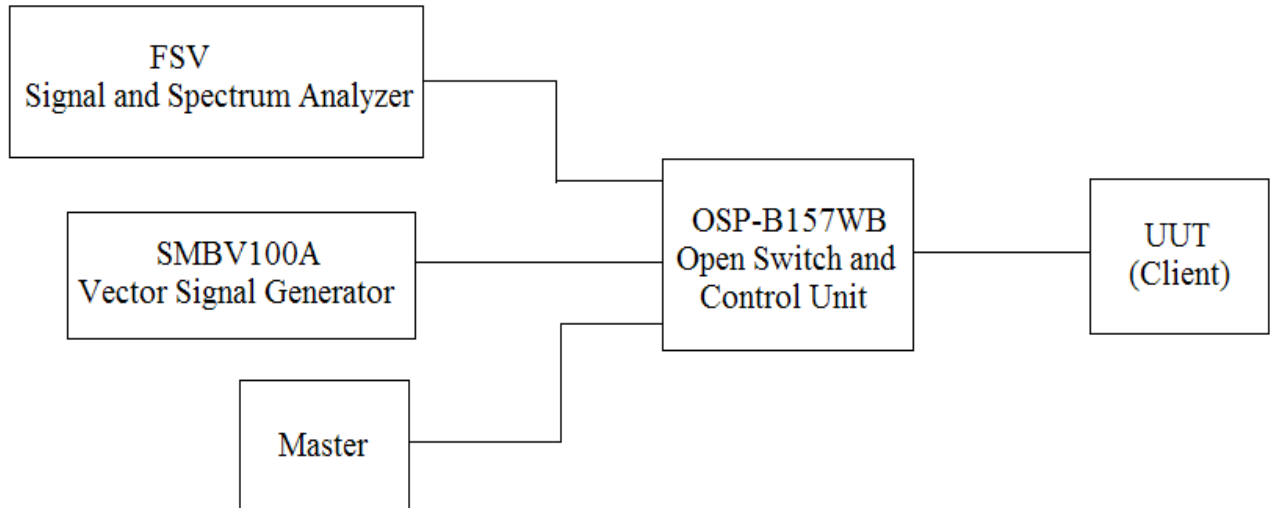 FSV
Signal and Spectrum Analyzer
SMBV100A
Vector Signal Generator
Master
OSP-B157WB
Open Switch and
Control Unit
UUT
(Client)